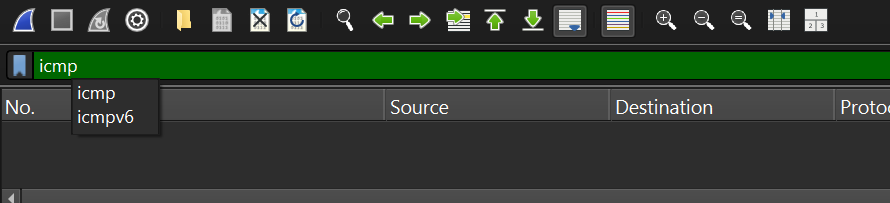 icmp
icmp
icmpv6
No. Source Destination Protoc